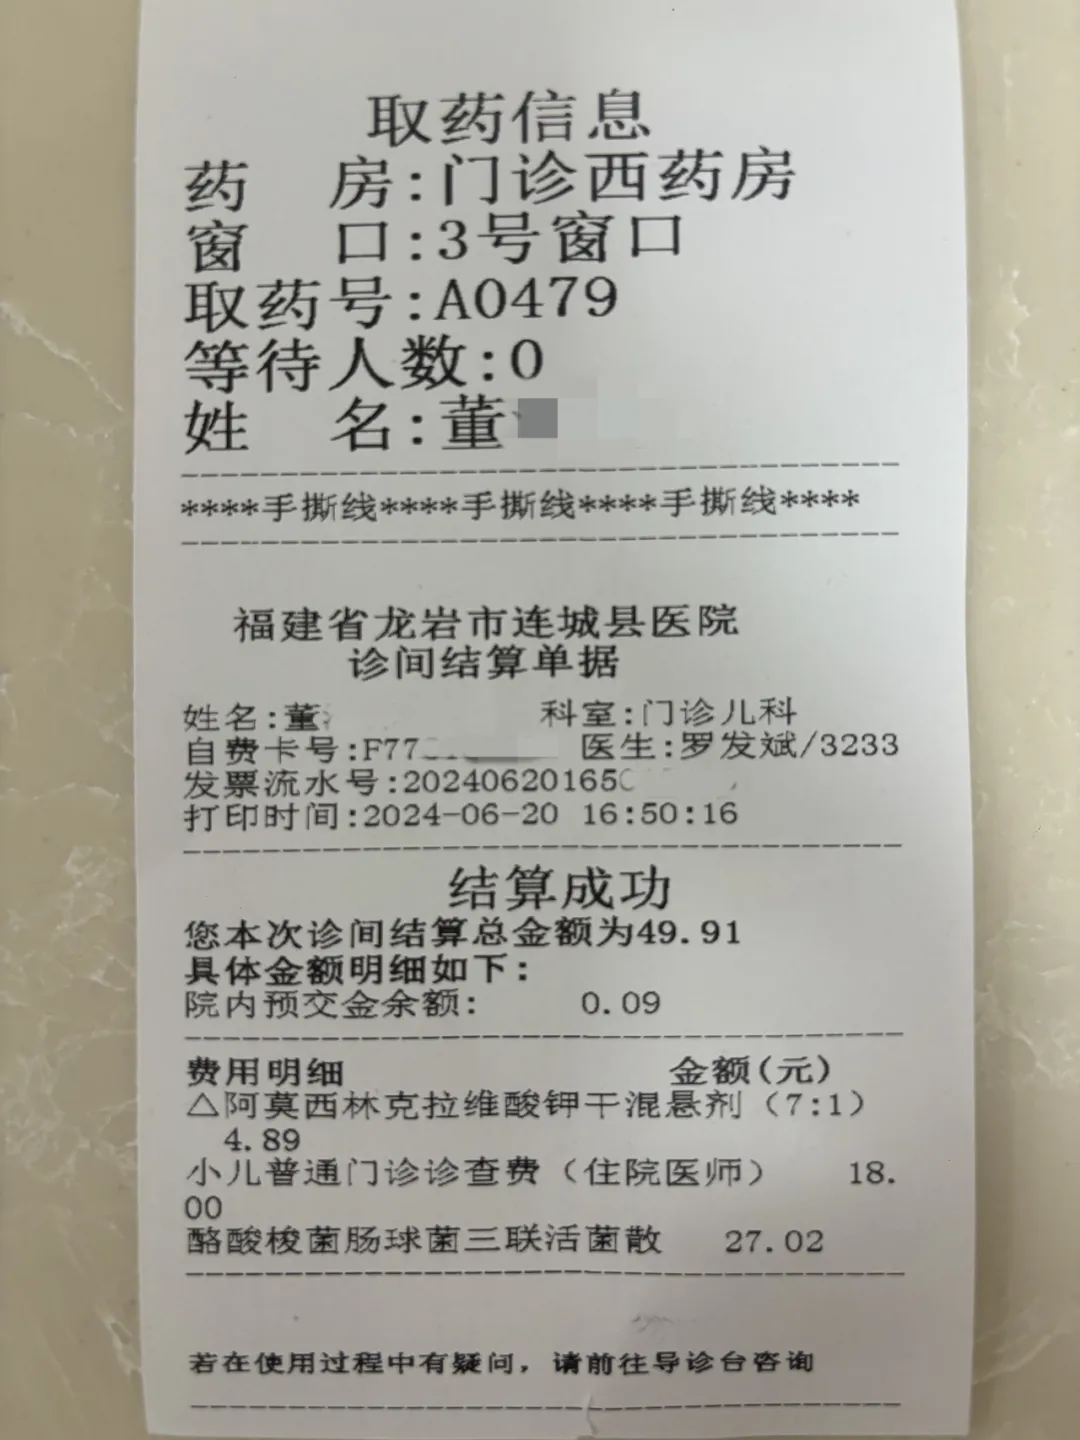 取药信息
药 房:门诊西药房
窗 口:3号窗口
取药号:A0479
等待人数:0
姓 名:董
****手撕线****手撕线****手撕线****
福建省龙岩市连城县医院
诊间结算单据
姓名:董 科室:门诊儿科
自费卡号:F77 医生:罗发斌/3233
发票流水号:20240620165
打印时间:2024-06-20 16:50:16
结算成功
您本次诊间结算总金额为49.91
具体金额明细如下:
院内预交金余额: 0.09
费用明细 金额(元)
△阿莫西林克拉维酸钾干混悬剂（7:1）
4.89
小儿普通门诊诊查费（住院医师） 18.
00
酪酸梭菌肠球菌三联活菌散 27.02
若在使用过程中有疑问，请前往导诊台咨询